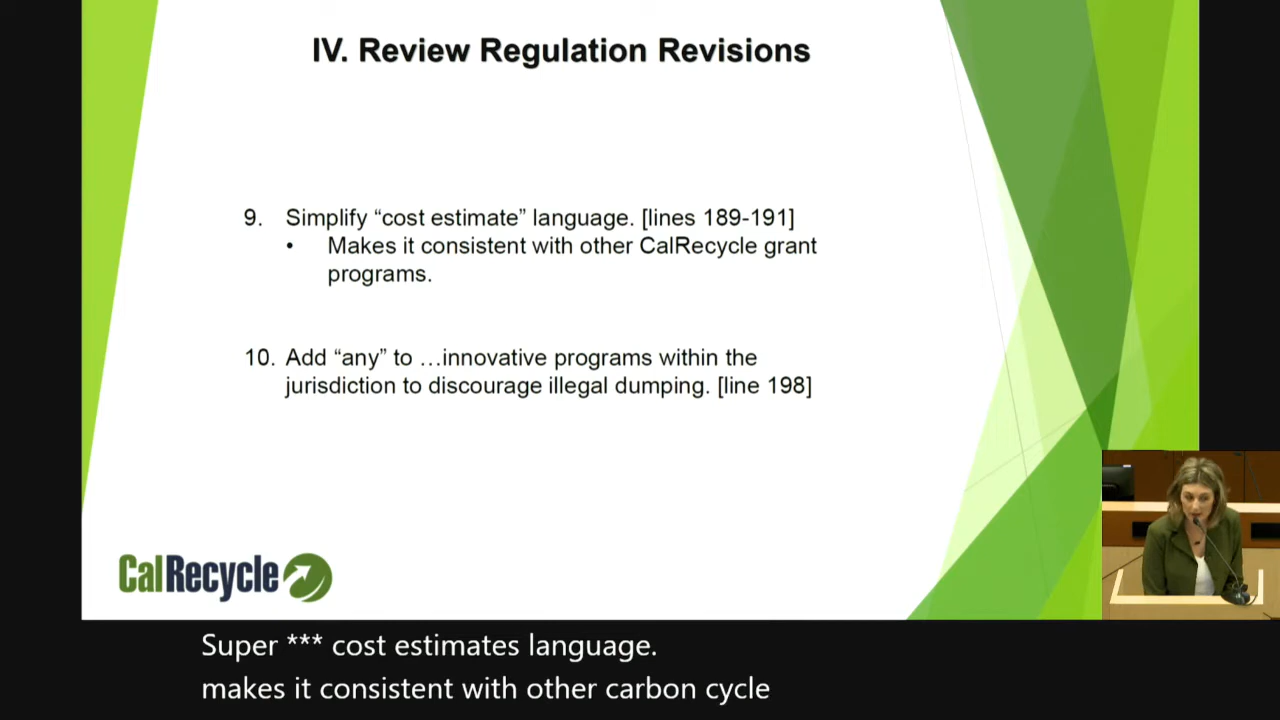 IV. Review Regulation Revisions
9. Simplify “cost estimate” language. [lines 189-191]
• Makes it consistent with other CalRecycle grant
programs.
10. Add “any” to …innovative programs within the
jurisdiction to discourage illegal dumping. [line 198]
CalRecycle
Super *** cost estimates language.
makes it consistent with other carbon cycle